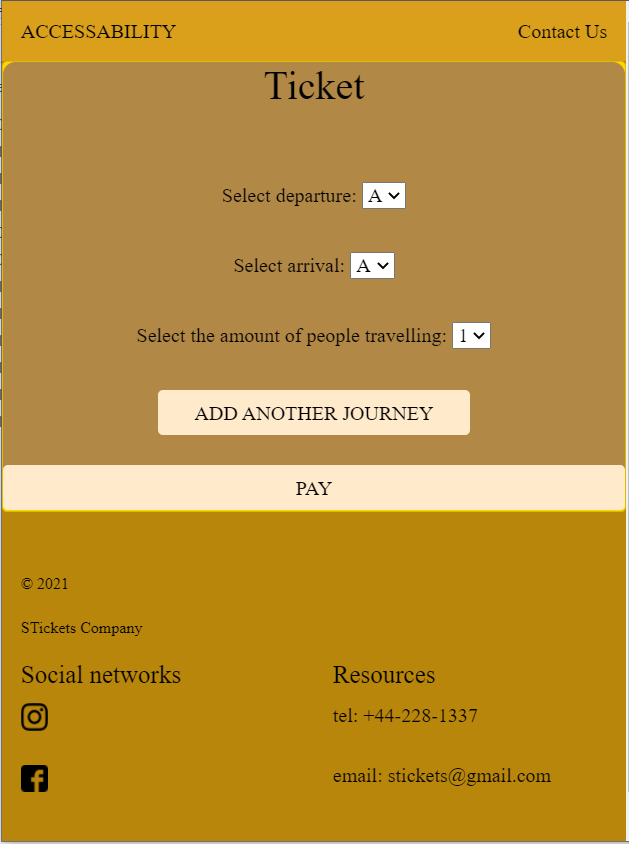 ACCESSABILITY
Contact Us
Ticket
Select departure: A
Select arrival: A
Select the amount of people travelling: 1
ADD ANOTHER JOURNEY
PAY
© 2021
STickets Company
Social networks
Resources
tel: +44-228-1337
email: stickets@gmail.com